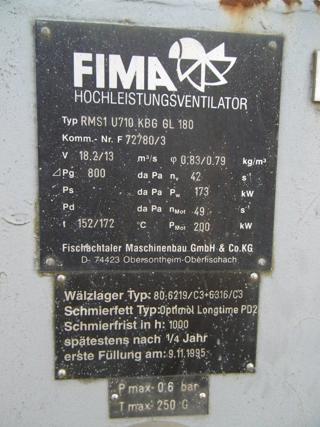 FIMA
HOCHLEISTUNGSVENTILATOR
Typ RMS1 U710 KBG GL 180
Komm.- Nr. F 72780/3
V 18.2/13 m³/s φ 0.83/0.79 kg/m³
⊿Pg 800 da Pa nᵥ 42 s⁻¹
Ps da Pa Pw 173 kW
Pd da Pa nMot 49 s⁻¹
t 152/172 °C PMot 200 kW
Fischachtaler Maschinenbau GmbH & Co.KG
D- 74423 Obersontheim-Oberfischach
Wälzlager Typ: 80;6219/C3+6316/C3
Schmierfett Typ:Optimol Longtime PD2
Schmierfrist in h: 1000
spätestens nach 1/4 Jahr
erste Füllung am: 9.11.1995
P max- 0,6 bar
T max- 250 G